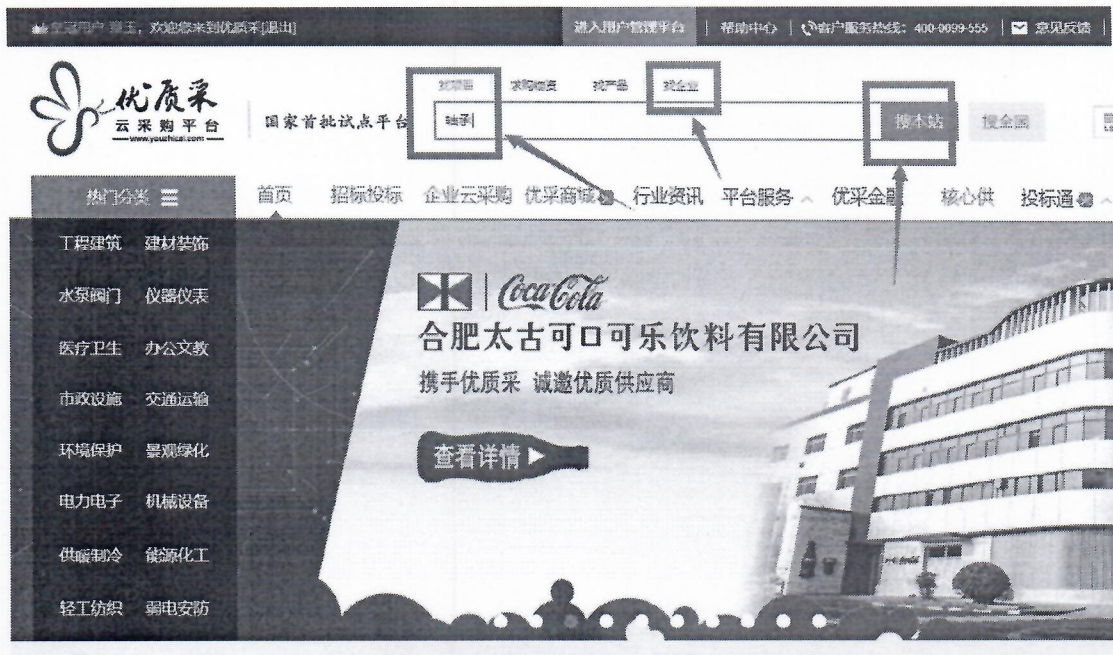 欢迎您来到优质采[退出]
进入用户管理平台 | 帮助中心 | 客户服务热线：400-0099-555 | 意见反馈 |
找项目 求购物资 找产品 找企业
优质采
云采购平台
www.youzhicai.com
国家首批试点平台
轴承
搜本站
搜全国
热门分类
首页 招标投标 企业云采购 优采商城 行业资讯 平台服务 优采金融 核心供 投标通
工程建筑 建材装饰
水泵阀门 仪器仪表
医疗卫生 办公文教
市政设施 交通运输
环境保护 景观绿化
电力电子 机械设备
供暖制冷 能源化工
轻工纺织 弱电安防
Coca-Cola
合肥太古可口可乐饮料有限公司
携手优质采 诚邀优质供应商
查看详情